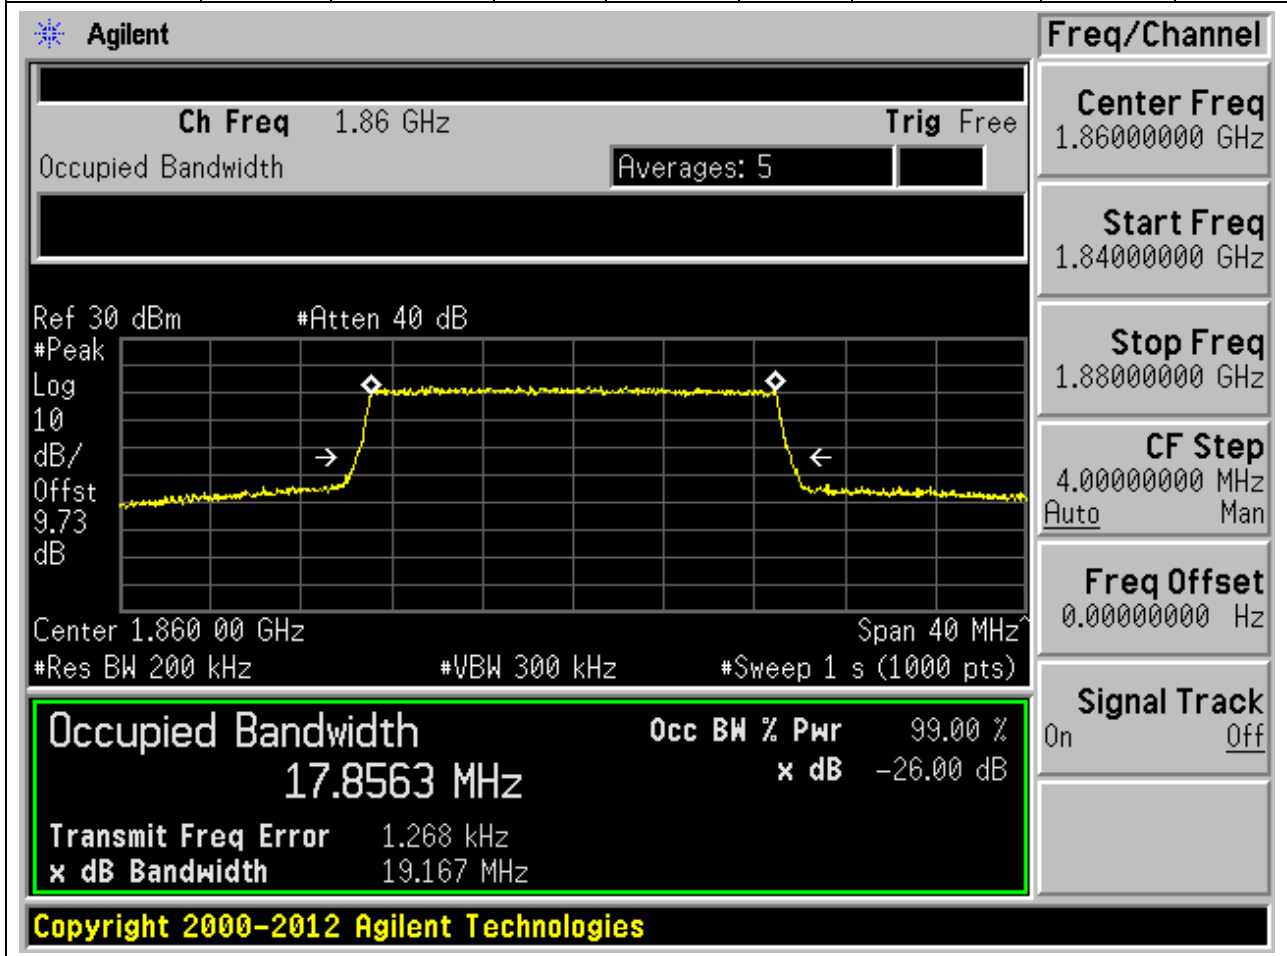 Agilent
Freq/Channel
Ch Freq 1.86 GHz Trig Free
Occupied Bandwidth Averages: 5
Center Freq
1.86000000 GHz
Start Freq
1.84000000 GHz
Stop Freq
1.88000000 GHz
CF Step
4.00000000 MHz
Auto Man
Freq Offset
0.00000000 Hz
Signal Track
On Off
Ref 30 dBm #Atten 40 dB
#Peak
Log
10
dB/
Offst
9.73
dB
Center 1.860 00 GHz Span 40 MHz^
#Res BW 200 kHz #VBW 300 kHz #Sweep 1 s (1000 pts)
Occupied Bandwidth Occ BW % Pwr 99.00 %
17.8563 MHz x dB -26.00 dB
Transmit Freq Error 1.268 kHz
x dB Bandwidth 19.167 MHz
Copyright 2000-2012 Agilent Technologies